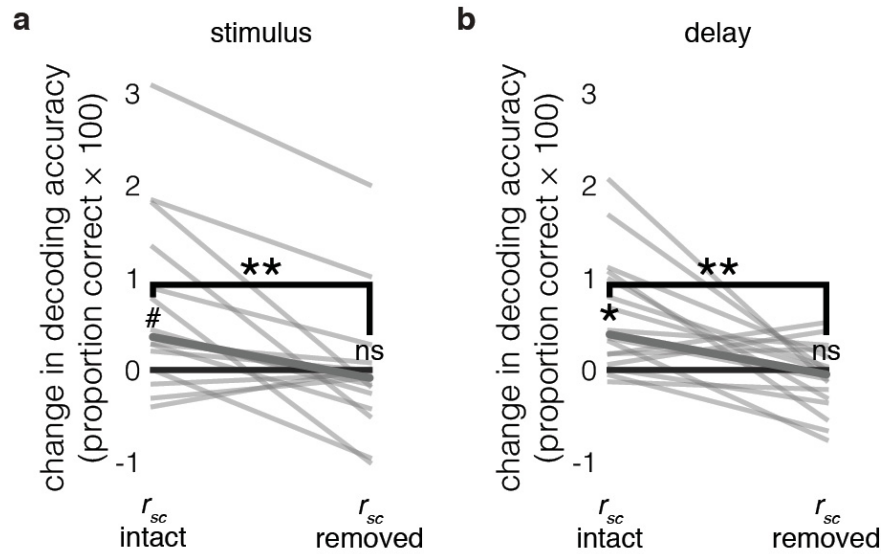 a
stimulus
change in decoding accuracy
(proportion correct × 100)
3
2
1
0
-1
**
#
ns
r_sc
intact
r_sc
removed
b
delay
change in decoding accuracy
(proportion correct × 100)
3
2
1
0
-1
**
*
ns
r_sc
intact
r_sc
removed